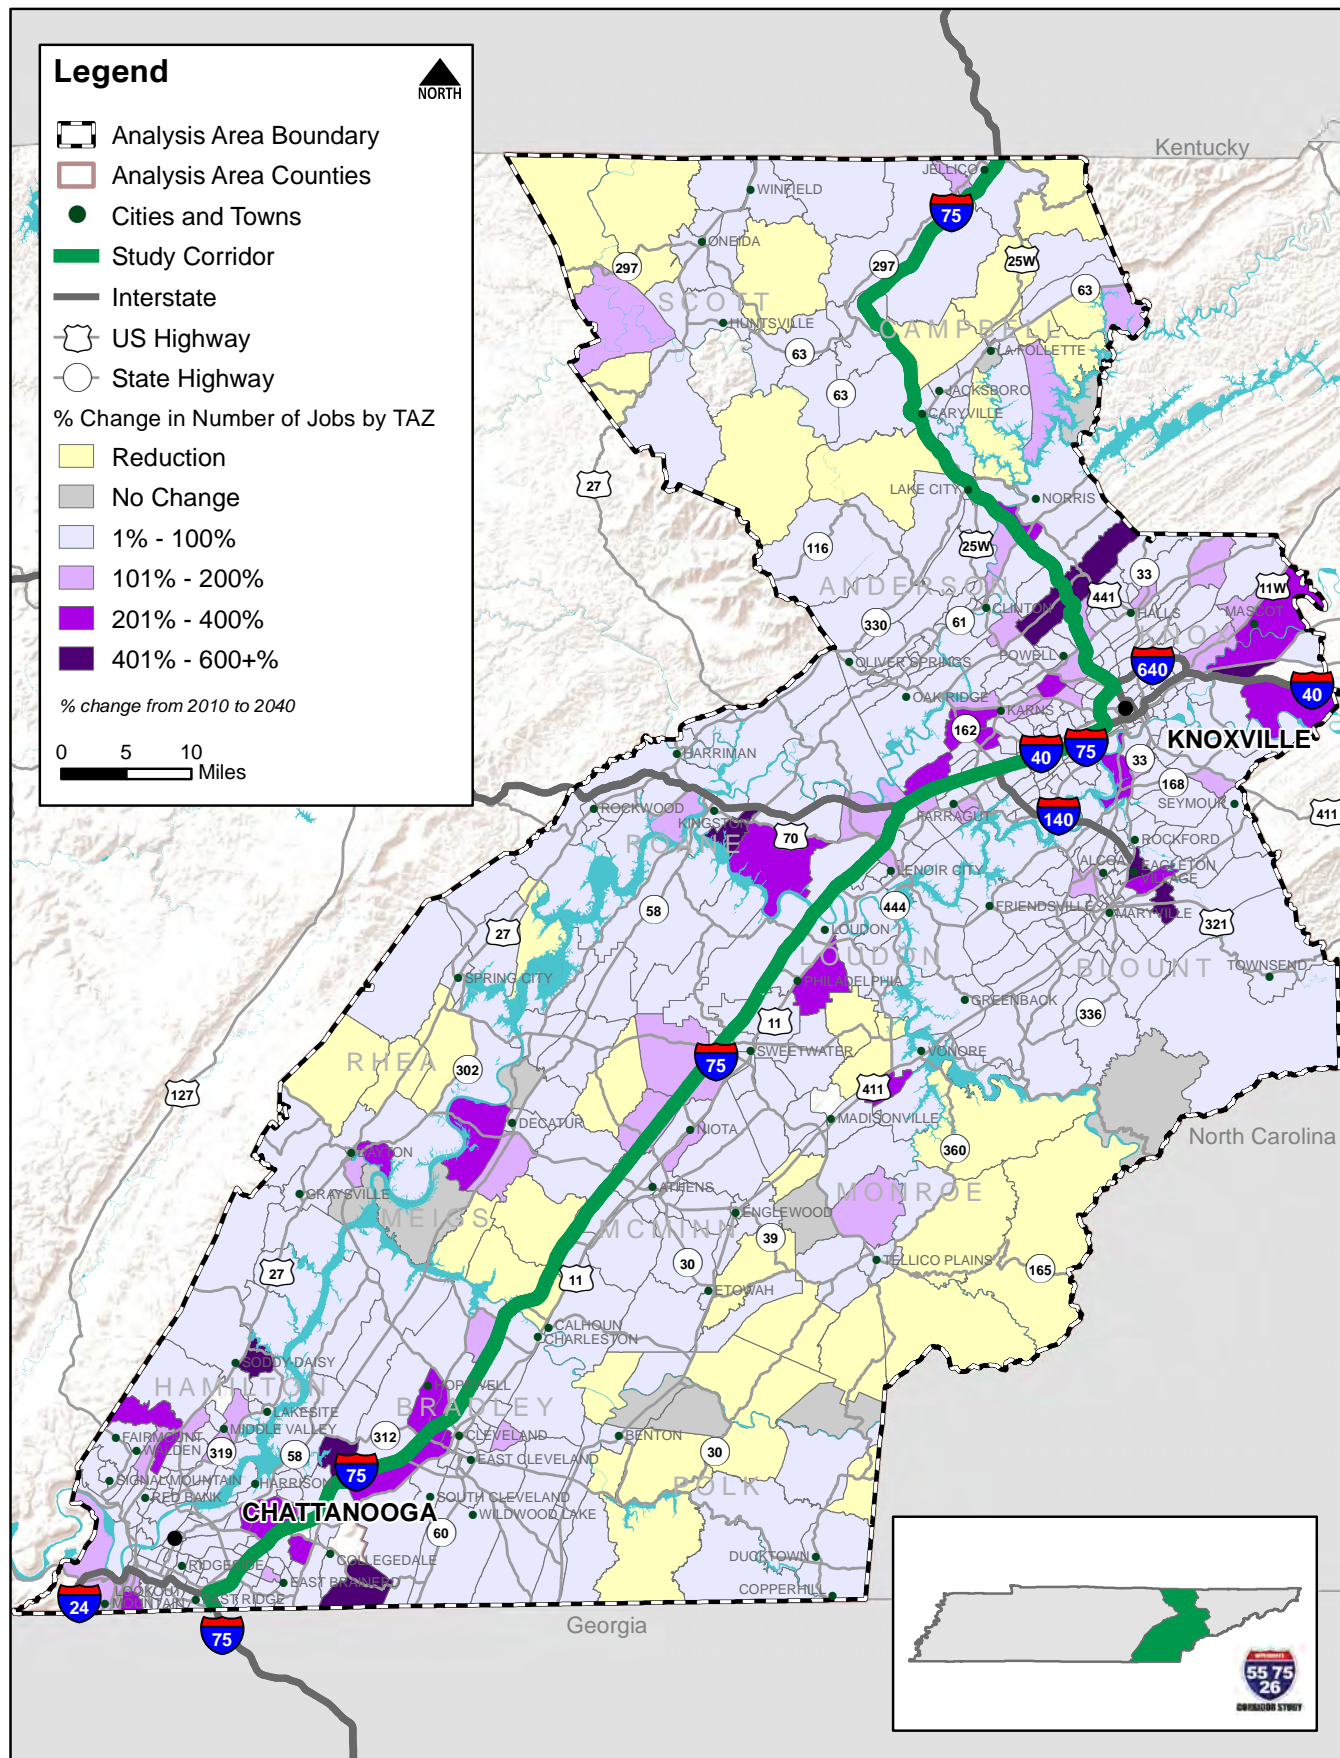 Legend
NORTH
Analysis Area Boundary
Analysis Area Counties
Cities and Towns
Study Corridor
Interstate
US Highway
State Highway
% Change in Number of Jobs by TAZ
Reduction
No Change
1% - 100%
101% - 200%
201% - 400%
401% - 600+%
% change from 2010 to 2040
0 5 10
Miles
Kentucky
JELLICO
WINFIELD
75
ONEIDA
297
297
25W
63
SCOTT
HUNTSVILLE
CAMPBELL
63
LA FOLLETTE
63
JACKSBORO
CARYVILLE
27
LAKE CITY
NORRIS
116
25W
33
11W
ANDERSON
441
CLINTON
HALLS
MASCOT
330
61
KNOX
OLIVER SPRINGS
POWELL
640
OAK RIDGE
40
KARNS
162
KNOXVILLE
HARRIMAN
40
75
33
168
ROCKWOOD
KINGSTON
FARRAGUT
SEYMOUR
140
411
ROANE
70
ROCKFORD
ALCOA
EAGLETON
VILLAGE
LENOIR CITY
58
444
FRIENDSVILLE
MARYVILLE
321
27
LOUDON
LOUDON
BLOUNT
TOWNSEND
SPRING CITY
PHILADELPHIA
GREENBACK
336
11
RHEA
302
75
SWEETWATER
VONORE
127
411
DECATUR
NIOTA
MADISONVILLE
North Carolina
DAYTON
360
GRAYSVILLE
ATHENS
MONROE
MEIGS
MCMINN
ENGLEWOOD
39
27
11
30
TELLICO PLAINS
165
ETOWAH
CALHOUN
CHARLESTON
SODDY-DAISY
HAMILTON
HOPEWELL
BRADLEY
LAKESITE
MIDDLE VALLEY
FAIRMOUNT
WALDEN
319
58
312
CLEVELAND
BENTON
30
75
EAST CLEVELAND
SIGNAL MOUNTAIN
HARRISON
POLK
RED BANK
SOUTH CLEVELAND
CHATTANOOGA
WILDWOOD LAKE
60
COLLEGEDALE
DUCKTOWN
RIDGESIDE
EAST BRAINERD
COPPERHILL
LOOKOUT
MOUNTAIN
EAST RIDGE
24
75
Georgia
INTERSTATE
55 75
26
CORRIDOR STUDY